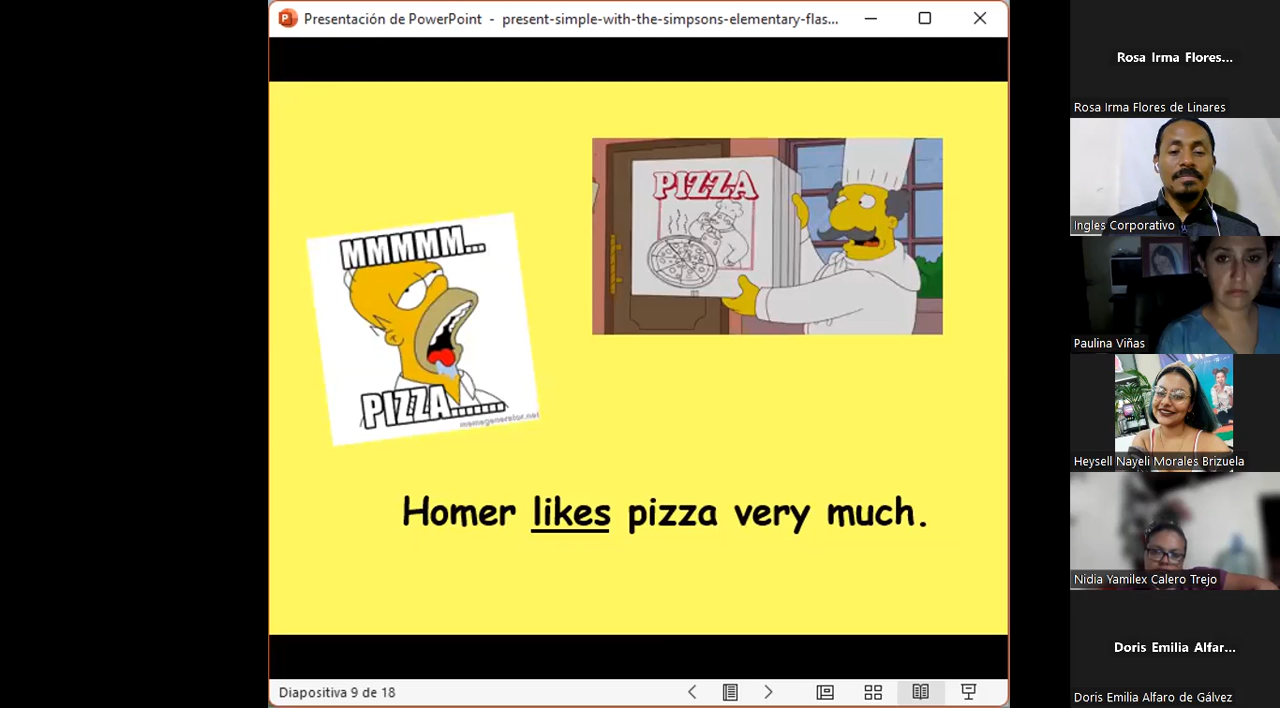 Presentación de PowerPoint - present-simple-with-the-simpsons-elementary-flas...
MMMMM...
PIZZA.......
memegenerator.net
PIZZA
Homer likes pizza very much.
Diapositiva 9 de 18
Rosa Irma Flores...
Rosa Irma Flores de Linares
Ingles Corporativo
Paulina Viñas
Heysell Nayeli Morales Brizuela
Nidia Yamilex Calero Trejo
Doris Emilia Alfar...
Doris Emilia Alfaro de Gálvez